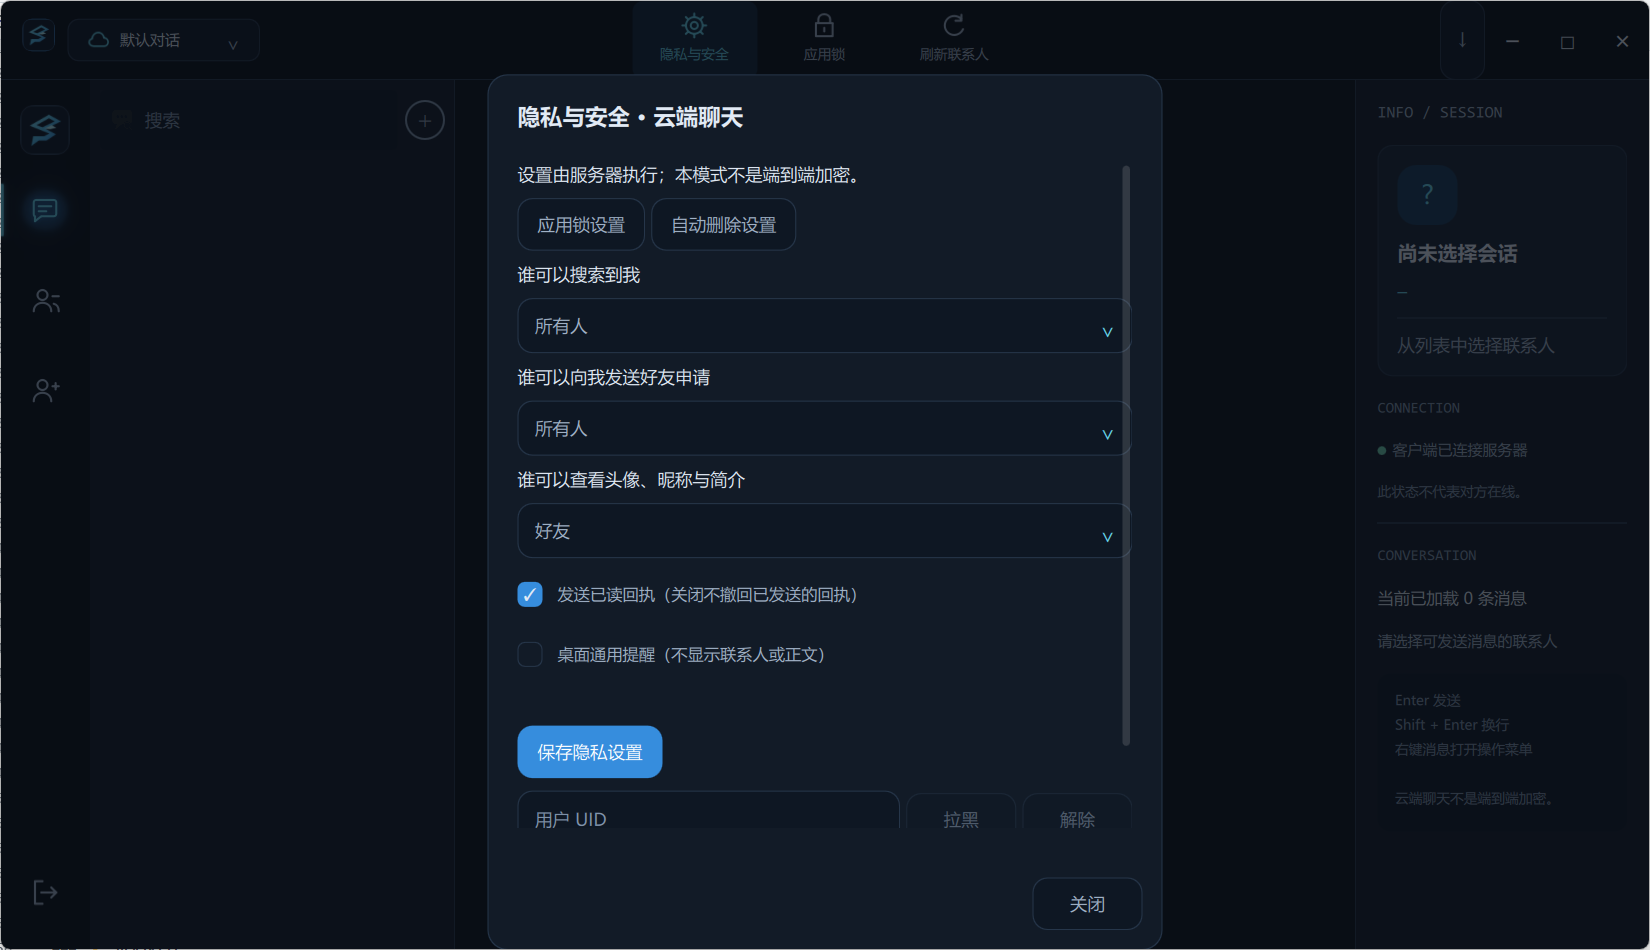 默认对话
隐私与安全
应用锁
刷新联系人
搜索
隐私与安全 • 云端聊天
设置由服务器执行；本模式不是端到端加密。
应用锁设置
自动删除设置
谁可以搜索到我
所有人
谁可以向我发送好友申请
所有人
谁可以查看头像、昵称与简介
好友
发送已读回执（关闭不撤回已发送的回执）
桌面通用提醒（不显示联系人或正文）
保存隐私设置
用户 UID
拉黑
解除
关闭
INFO / SESSION
?
尚未选择会话
—
从列表中选择联系人
CONNECTION
客户端已连接服务器
此状态不代表对方在线。
CONVERSATION
当前已加载 0 条消息
请选择可发送消息的联系人
Enter 发送
Shift + Enter 换行
右键消息打开操作菜单
云端聊天不是端到端加密。